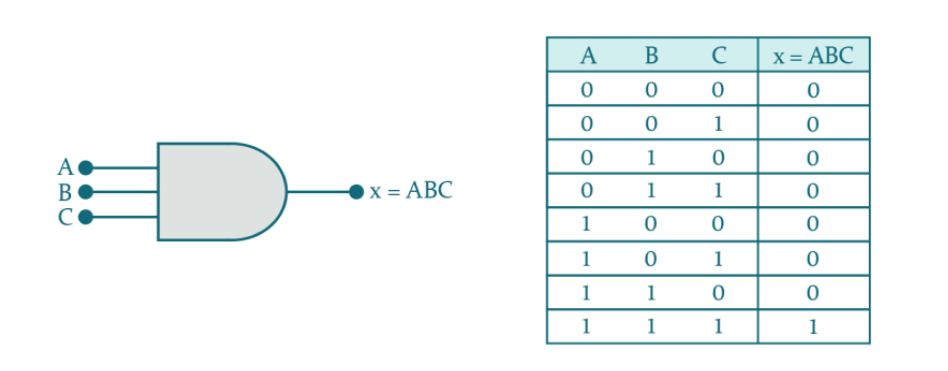 A
B
C
x = ABC
A B C x = ABC
0 0 0 0
0 0 1 0
0 1 0 0
0 1 1 0
1 0 0 0
1 0 1 0
1 1 0 0
1 1 1 1